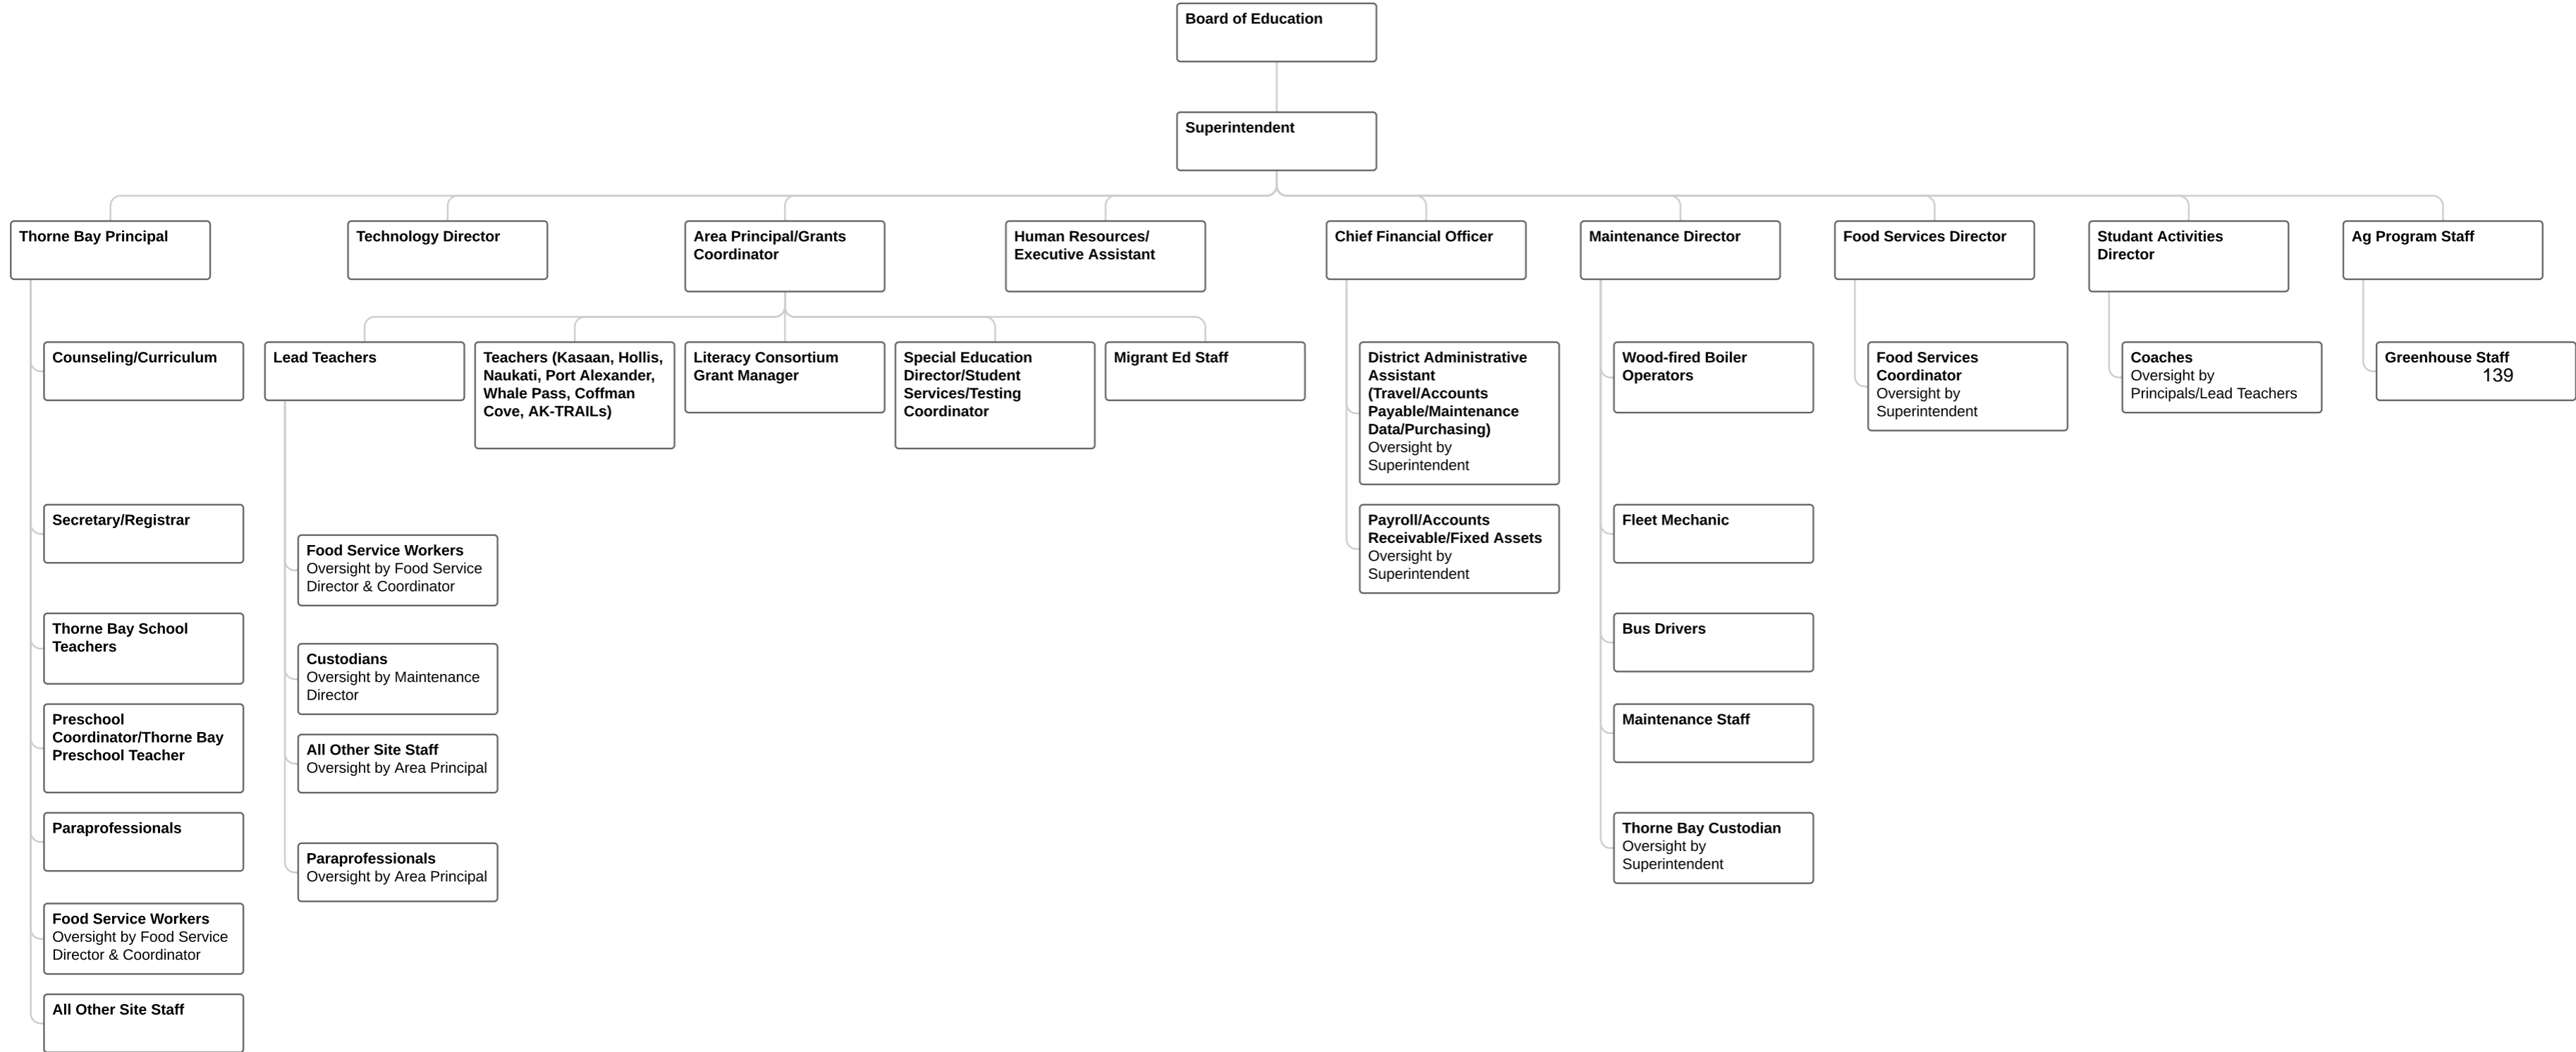 Board of Education
Superintendent
Thorne Bay Principal
Technology Director
Area Principal/Grants
Coordinator
Human Resources/
Executive Assistant
Chief Financial Officer
Maintenance Director
Food Services Director
Studant Activities
Director
Ag Program Staff
Counseling/Curriculum
Secretary/Registrar
Thorne Bay School
Teachers
Preschool
Coordinator/Thorne Bay
Preschool Teacher
Paraprofessionals
Food Service Workers
Oversight by Food Service
Director & Coordinator
All Other Site Staff
Lead Teachers
Food Service Workers
Oversight by Food Service
Director & Coordinator
Custodians
Oversight by Maintenance
Director
All Other Site Staff
Oversight by Area Principal
Paraprofessionals
Oversight by Area Principal
Teachers (Kasaan, Hollis,
Naukati, Port Alexander,
Whale Pass, Coffman
Cove, AK-TRAILs)
Literacy Consortium
Grant Manager
Special Education
Director/Student
Services/Testing
Coordinator
Migrant Ed Staff
District Administrative
Assistant
(Travel/Accounts
Payable/Maintenance
Data/Purchasing)
Oversight by
Superintendent
Payroll/Accounts
Receivable/Fixed Assets
Oversight by
Superintendent
Wood-fired Boiler
Operators
Fleet Mechanic
Bus Drivers
Maintenance Staff
Thorne Bay Custodian
Oversight by
Superintendent
Food Services
Coordinator
Oversight by
Superintendent
Coaches
Oversight by
Principals/Lead Teachers
Greenhouse Staff
139